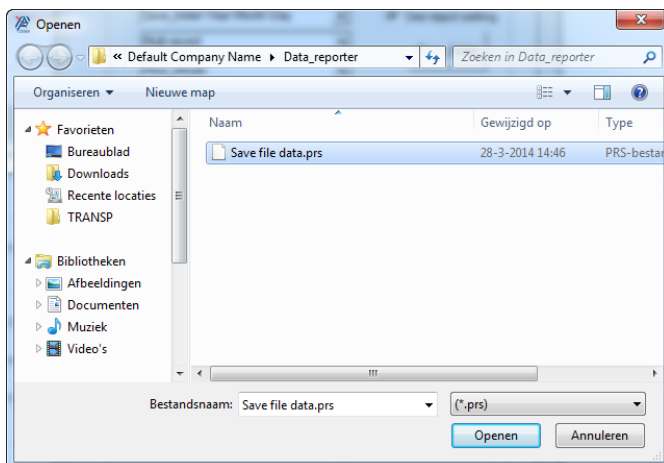 Openen
« Default Company Name ▸ Data_reporter
Zoeken in Data_reporter
Organiseren
Nieuwe map
Favorieten
Bureaublad
Downloads
Recente locaties
TRANSP
Bibliotheken
Afbeeldingen
Documenten
Muziek
Video's
Naam Gewijzigd op Type
Save file data.prs 28-3-2014 14:46 PRS-bestan
Bestandsnaam: Save file data.prs (*.prs)
Openen Annuleren